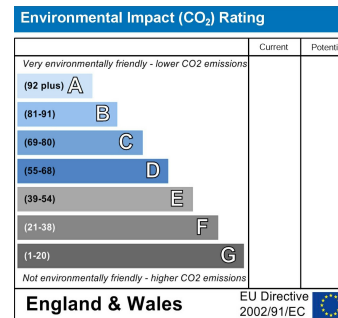 Environmental Impact (CO₂) Rating
Current Potenti
Very environmentally friendly - lower CO2 emissions
(92 plus) A
(81-91) B
(69-80) C
(55-68) D
(39-54) E
(21-38) F
(1-20) G
Not environmentally friendly - higher CO2 emissions
England & Wales
EU Directive
2002/91/EC